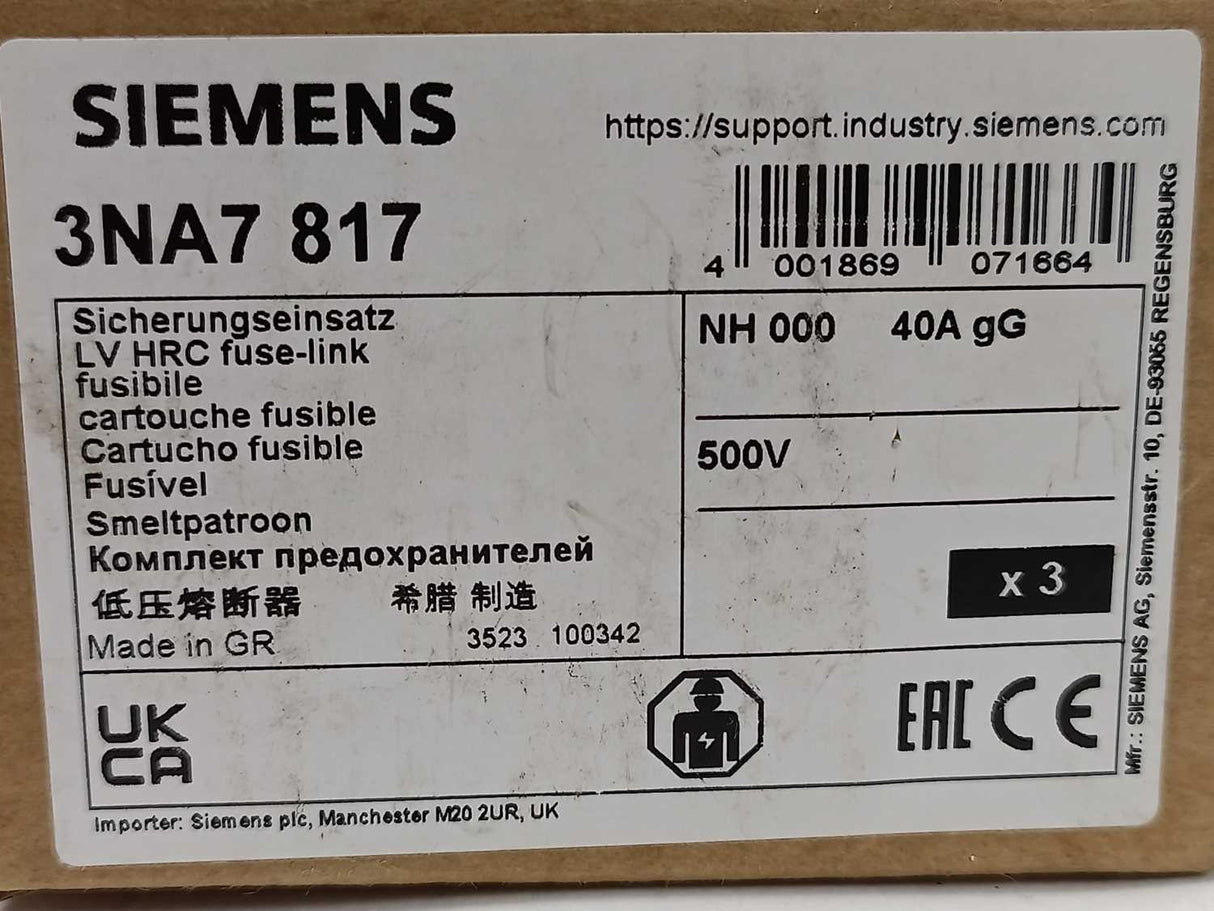 SIEMENS
https://support.industry.siemens.com
3NA7 817
4 001869 071664
Sicherungseinsatz
LV HRC fuse-link
fusibile
cartouche fusible
Cartucho fusible
Fusível
Smeltpatroon
Комплект предохранителей
低压熔断器 希腊 制造
Made in GR 3523 100342
NH 000 40A gG
500V
x 3
UK
CA
EAC CE
Importer: Siemens plc, Manchester M20 2UR, UK
Mfr.: SIEMENS AG, Siemensstr. 10, DE-93055 REGENSBURG